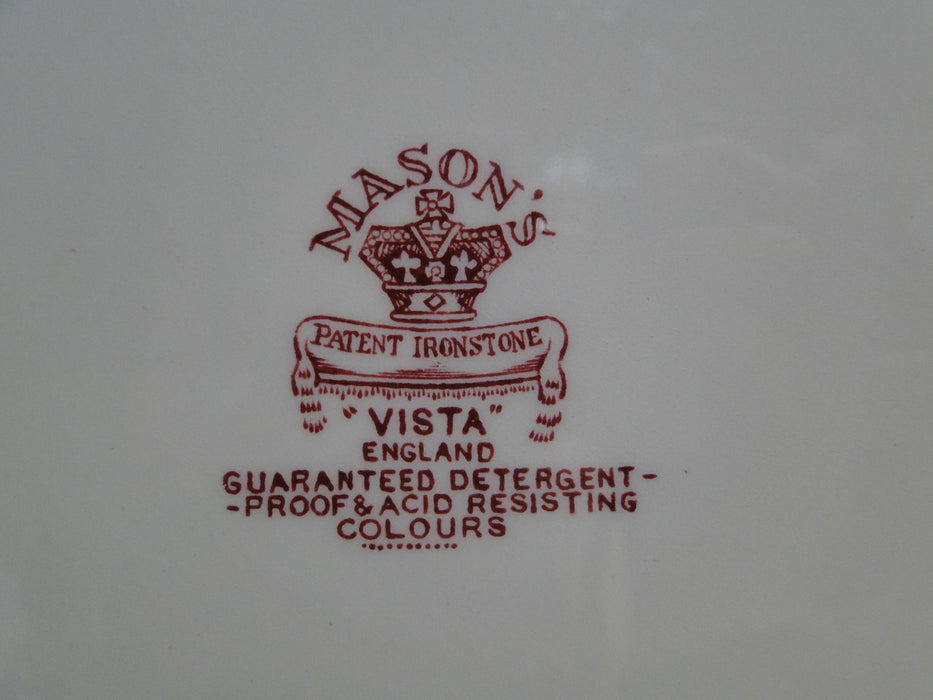 MASON'S
PATENT IRONSTONE
"VISTA"
ENGLAND
GUARANTEED DETERGENT-
-PROOF & ACID RESISTING
COLOURS